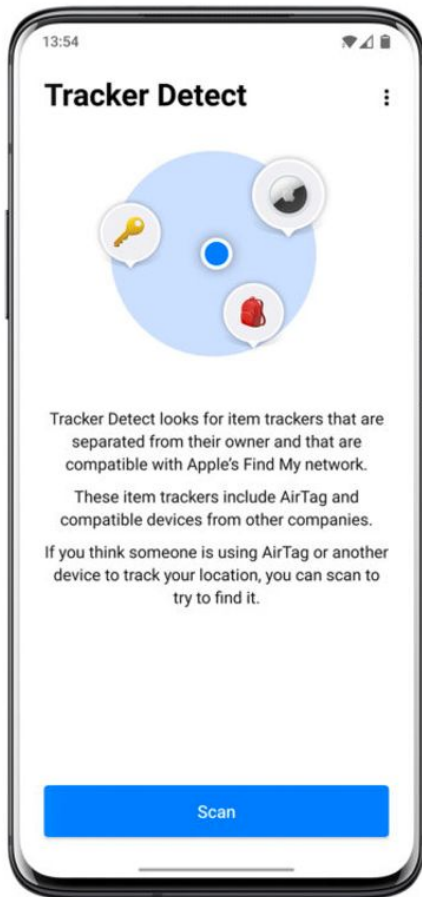 13:54
Tracker Detect
Tracker Detect looks for item trackers that are
separated from their owner and that are
compatible with Apple's Find My network.
These item trackers include AirTag and
compatible devices from other companies.
If you think someone is using AirTag or another
device to track your location, you can scan to
try to find it.
Scan